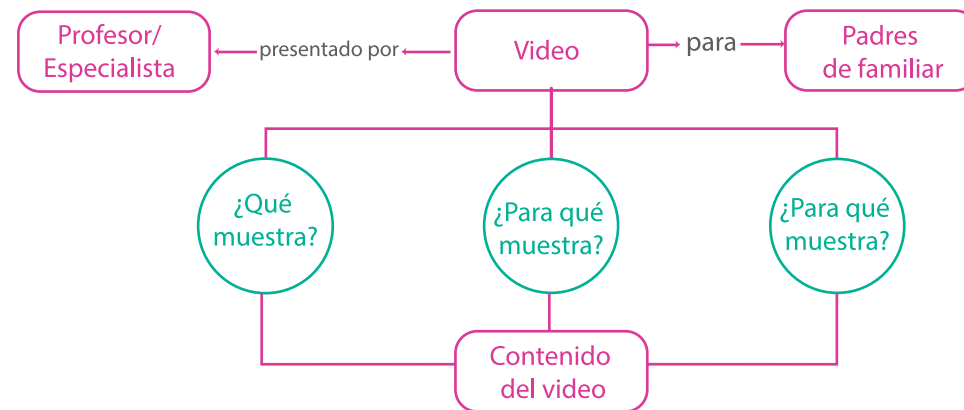 Profesor/
Especialista
presentado por
Video
para
Padres
de familiar
¿Qué
muestra?
¿Para qué
muestra?
¿Para qué
muestra?
Contenido
del video